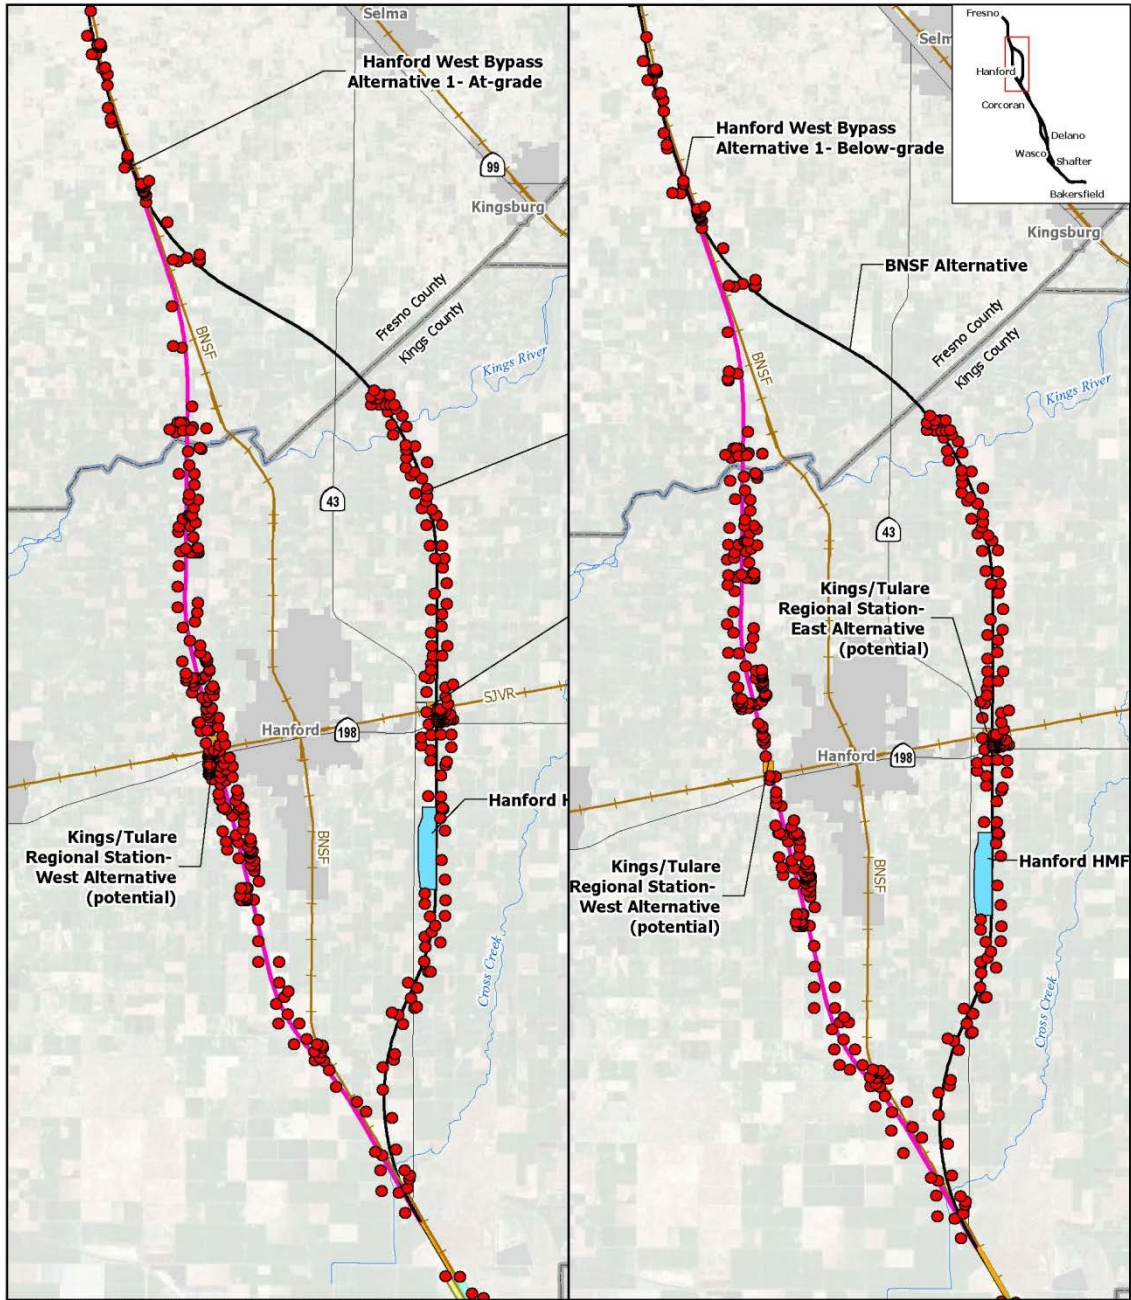 Selma
Hanford West Bypass
Alternative 1- At-grade
99
Kingsburg
Fresno County
Kings County
BNSF
Kings River
43
SJVR
Hanford
198
Hanford H
Kings/Tulare
Regional Station-
West Alternative
(potential)
BNSF
Cross Creek
Selm
Hanford West Bypass
Alternative 1- Below-grade
Fresno
Hanford
Corcoran
Delano
Wasco
Shafter
Bakersfield
Kingsburg
BNSF Alternative
Fresno County
Kings County
BNSF
Kings River
43
Kings/Tulare
Regional Station-
East Alternative
(potential)
Hanford
198
Kings/Tulare
Regional Station-
West Alternative
(potential)
BNSF
Hanford HMF
Cross Creek